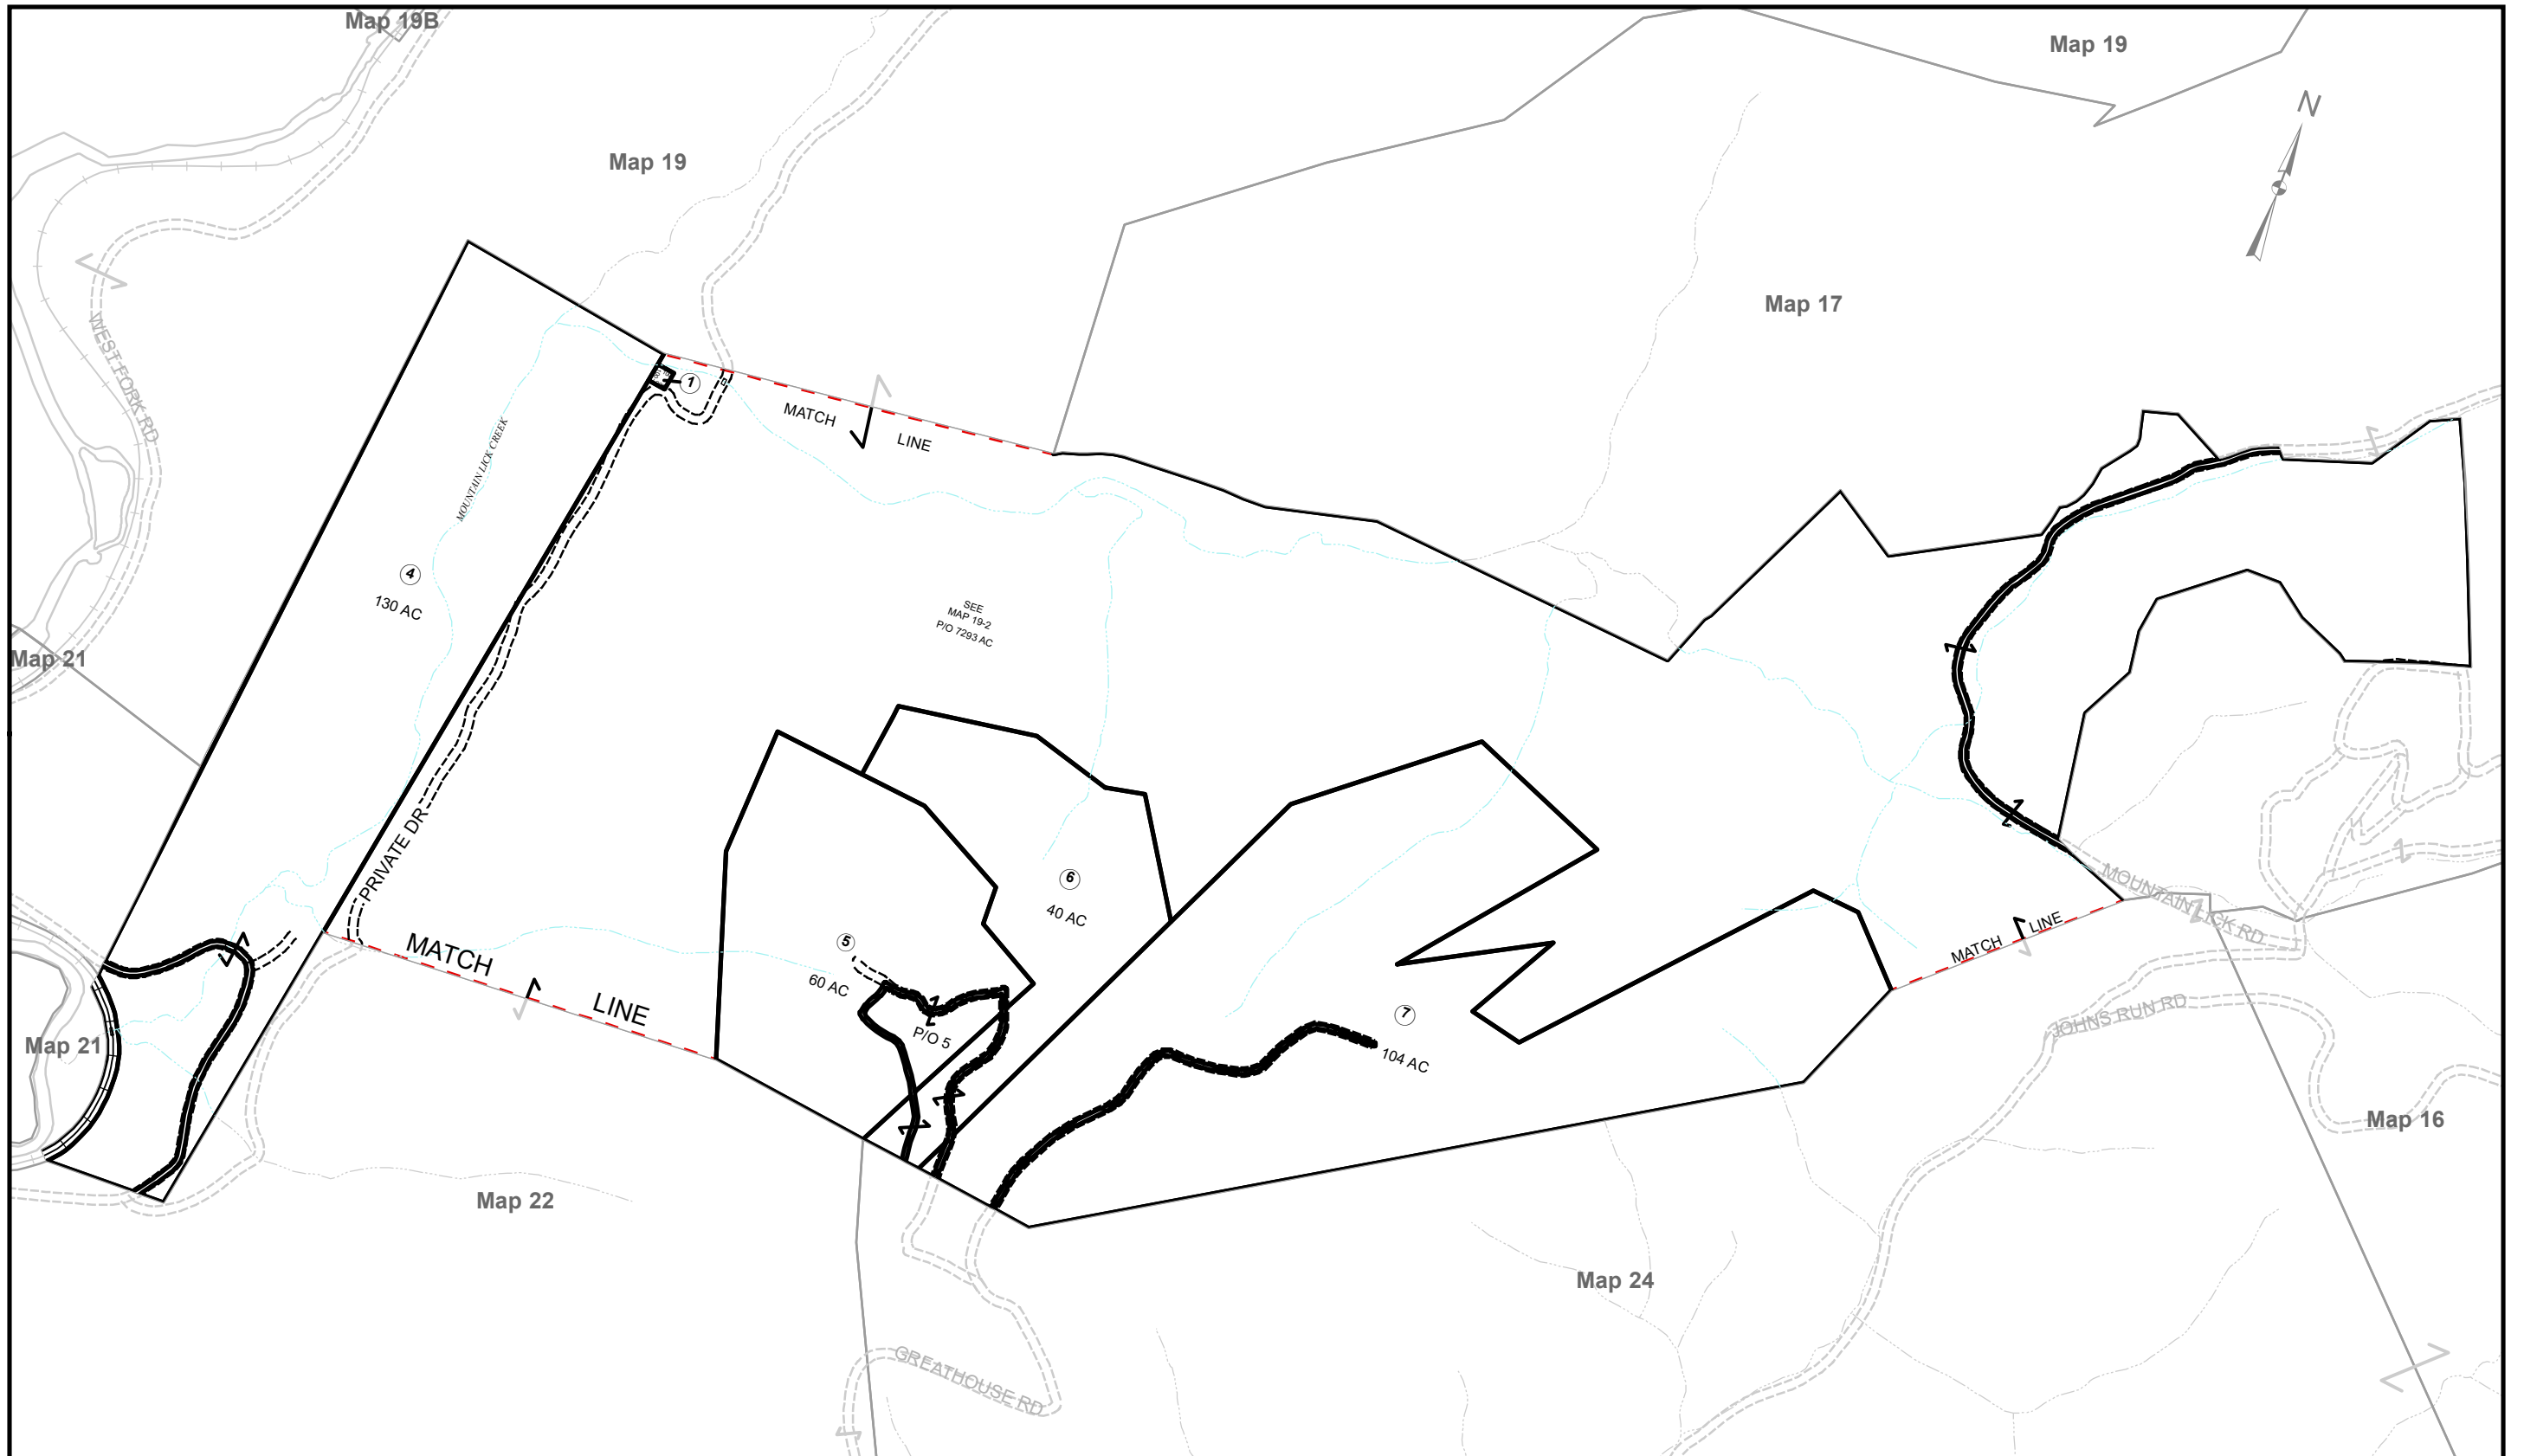 Map 19B
Map 19
N
Map 19
Map 17
WEST FORK RD
1
MATCH
LINE
MOUNTAIN LICK CREEK
4
130 AC
SEE
MAP 19-2
P/O 7293 AC
Map 21
PRIVATE DR
6
40 AC
MOUNTAIN LICK RD
MATCH
LINE
5
60 AC
MATCH
LINE
P/O 5
7
104 AC
JOHNS RUN RD
Map 21
Map 16
Map 22
Map 24
GREATHOUSE RD